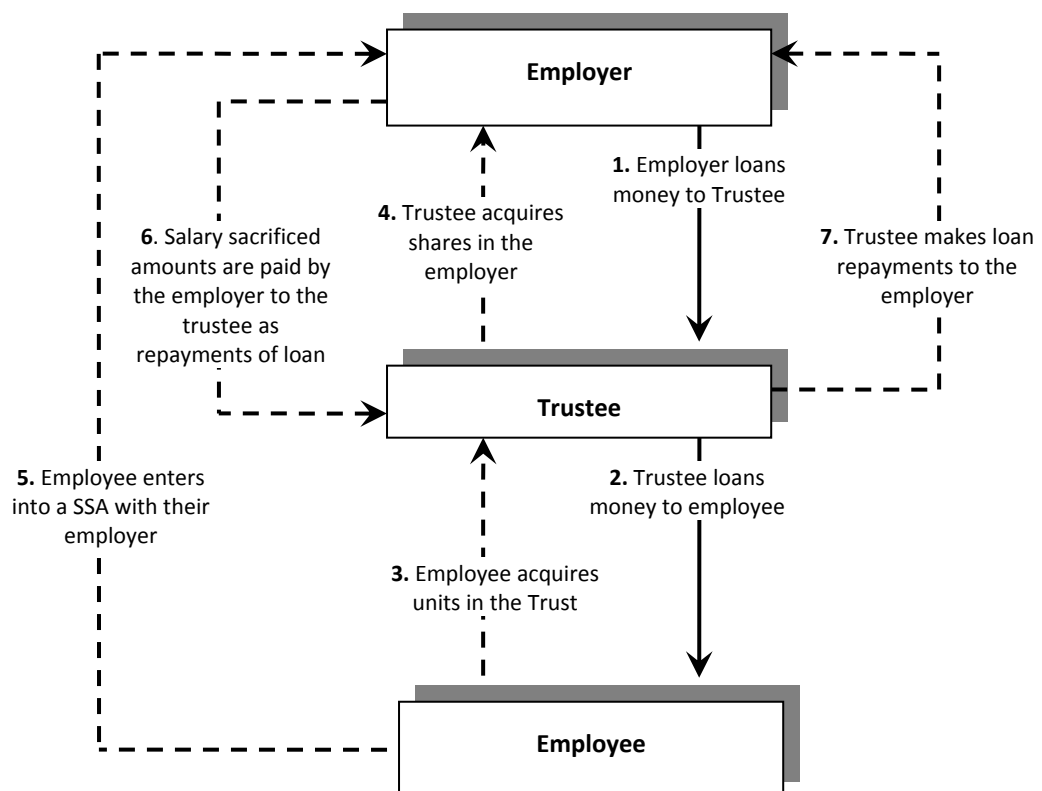 Employer
1. Employer loans
money to Trustee
4. Trustee acquires
shares in the
employer
6. Salary sacrificed
amounts are paid by
the employer to the
trustee as
repayments of loan
7. Trustee makes loan
repayments to the
employer
Trustee
5. Employee enters
into a SSA with their
employer
2. Trustee loans
money to employee
3. Employee acquires
units in the Trust
Employee